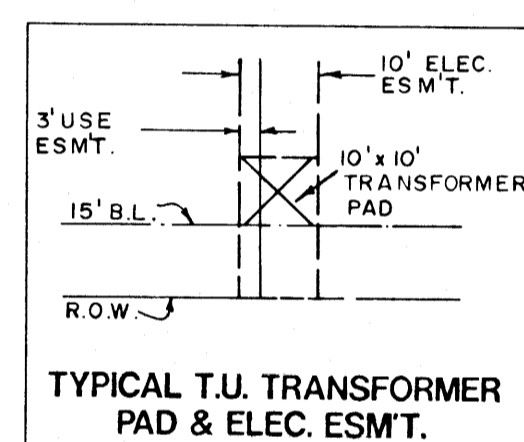 10' ELEC.
ESM'T.
3' USE
ESM'T.
10' x 10'
TRANSFORMER
PAD
15' B.L.
R.O.W.
TYPICAL T.U. TRANSFORMER
PAD & ELEC. ESM'T.